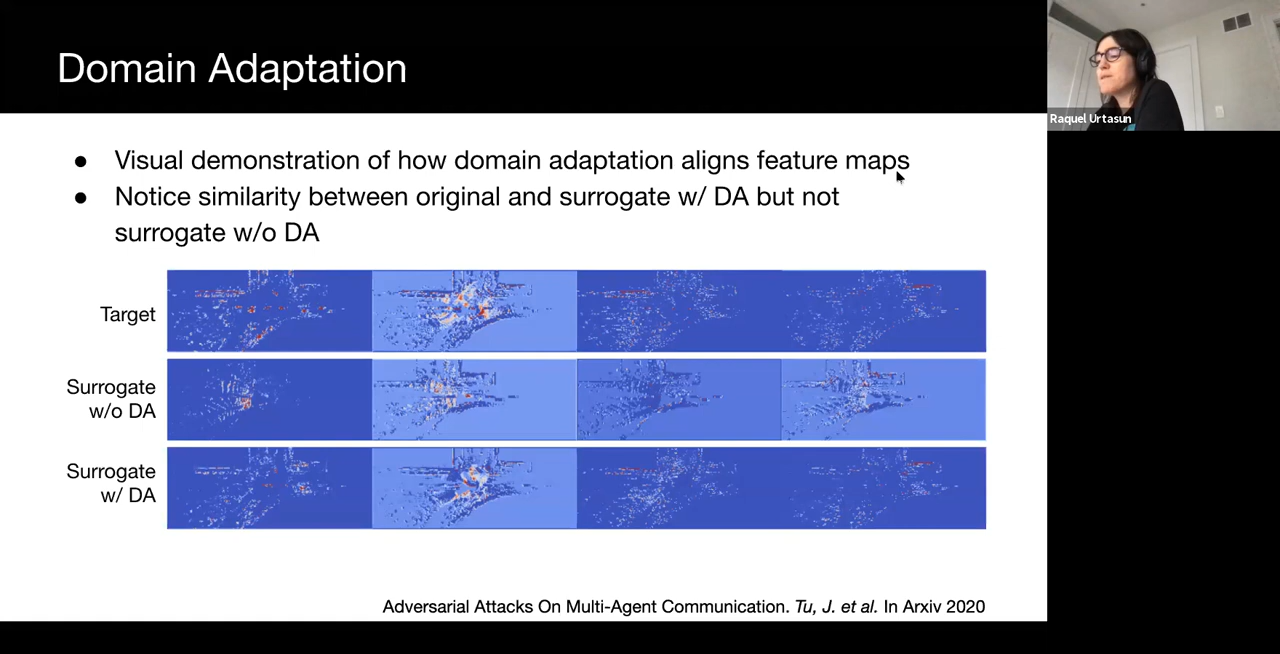 Domain Adaptation
Raquel Urtasun
● Visual demonstration of how domain adaptation aligns feature maps
● Notice similarity between original and surrogate w/ DA but not
surrogate w/o DA
Target
Surrogate
w/o DA
Surrogate
w/ DA
Adversarial Attacks On Multi-Agent Communication. Tu, J. et al. In Arxiv 2020